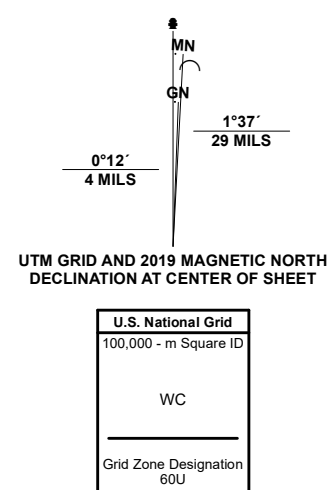 MN
GN
1°37´
29 MILS
0°12´
4 MILS
UTM GRID AND 2019 MAGNETIC NORTH
DECLINATION AT CENTER OF SHEET
U.S. National Grid
100,000 - m Square ID
WC
Grid Zone Designation
60U